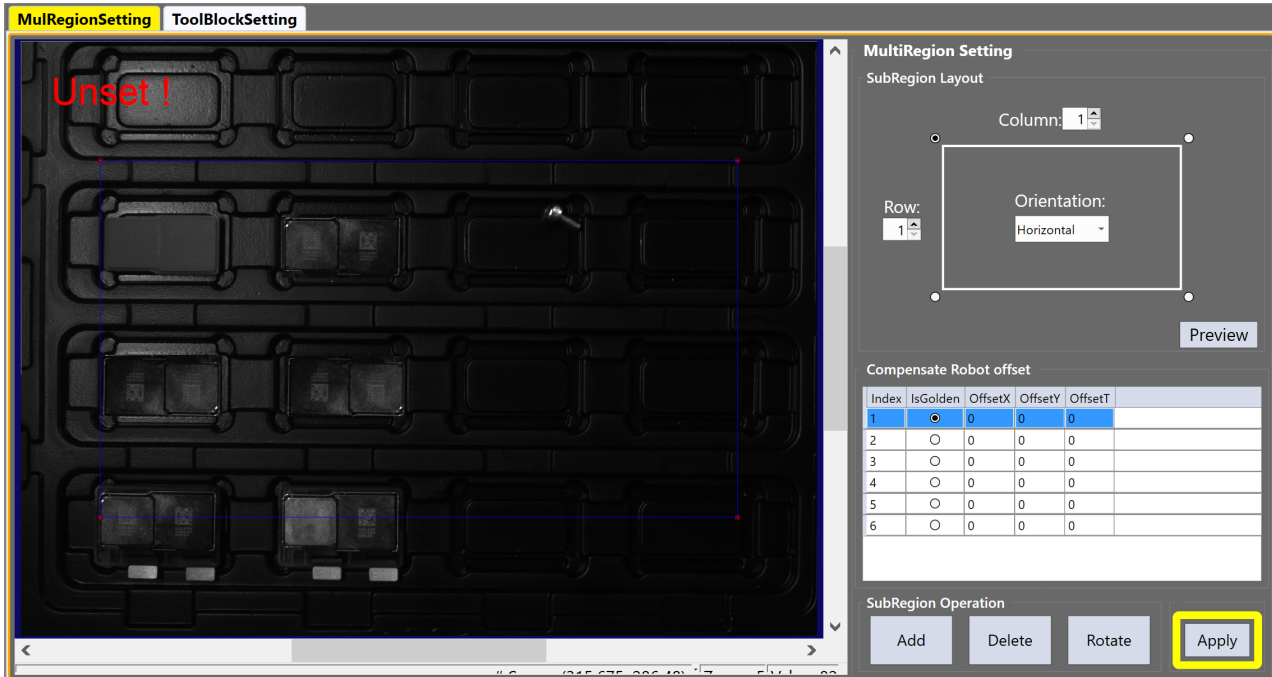 MulRegionSetting ToolBlockSetting
Unset !
MultiRegion Setting
SubRegion Layout
Column: 1
Row:
1
Orientation:
Horizontal
Preview
Compensate Robot offset
Index IsGolden OffsetX OffsetY OffsetT
1 0 0 0
2 0 0 0
3 0 0 0
4 0 0 0
5 0 0 0
6 0 0 0
SubRegion Operation
Add Delete Rotate Apply